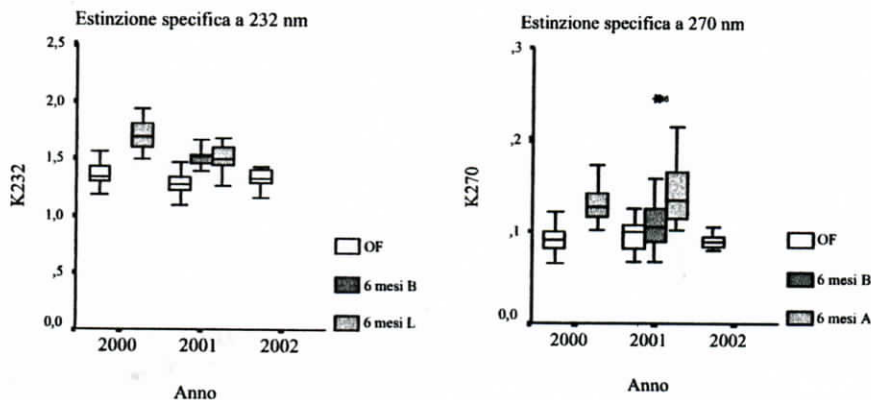 Estinzione specifica a 232 nm
2,5
2,0
1,5
1,0
,5
0,0
K232
2000
2001
2002
Anno
OF
6 mesi B
6 mesi L
Estinzione specifica a 270 nm
,3
,2
,1
0,0
K270
2000
2001
2002
Anno
OF
6 mesi B
6 mesi A